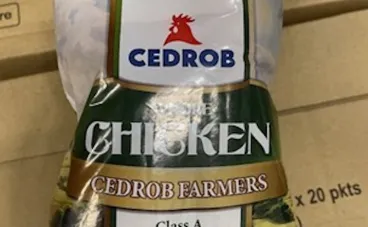 CEDROB
CHICKEN
CEDROB FARMERS
x 20 pkts
Class A